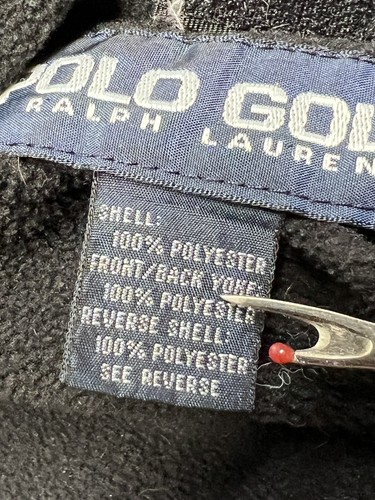 POLO GOL
RALPH LAUREN
SHELL:
100% POLYESTER
FRONT/BACK YOKE
100% POLYESTER
REVERSE SHELL
100% POLYESTER
SEE REVERSE